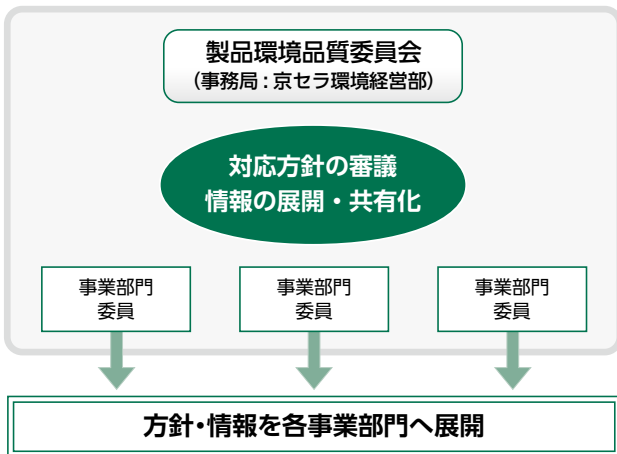 製品環境品質委員会
（事務局：京セラ環境経営部）
対応方針の審議
情報の展開・共有化
事業部門
委員
事業部門
委員
事業部門
委員
方針・情報を各事業部門へ展開